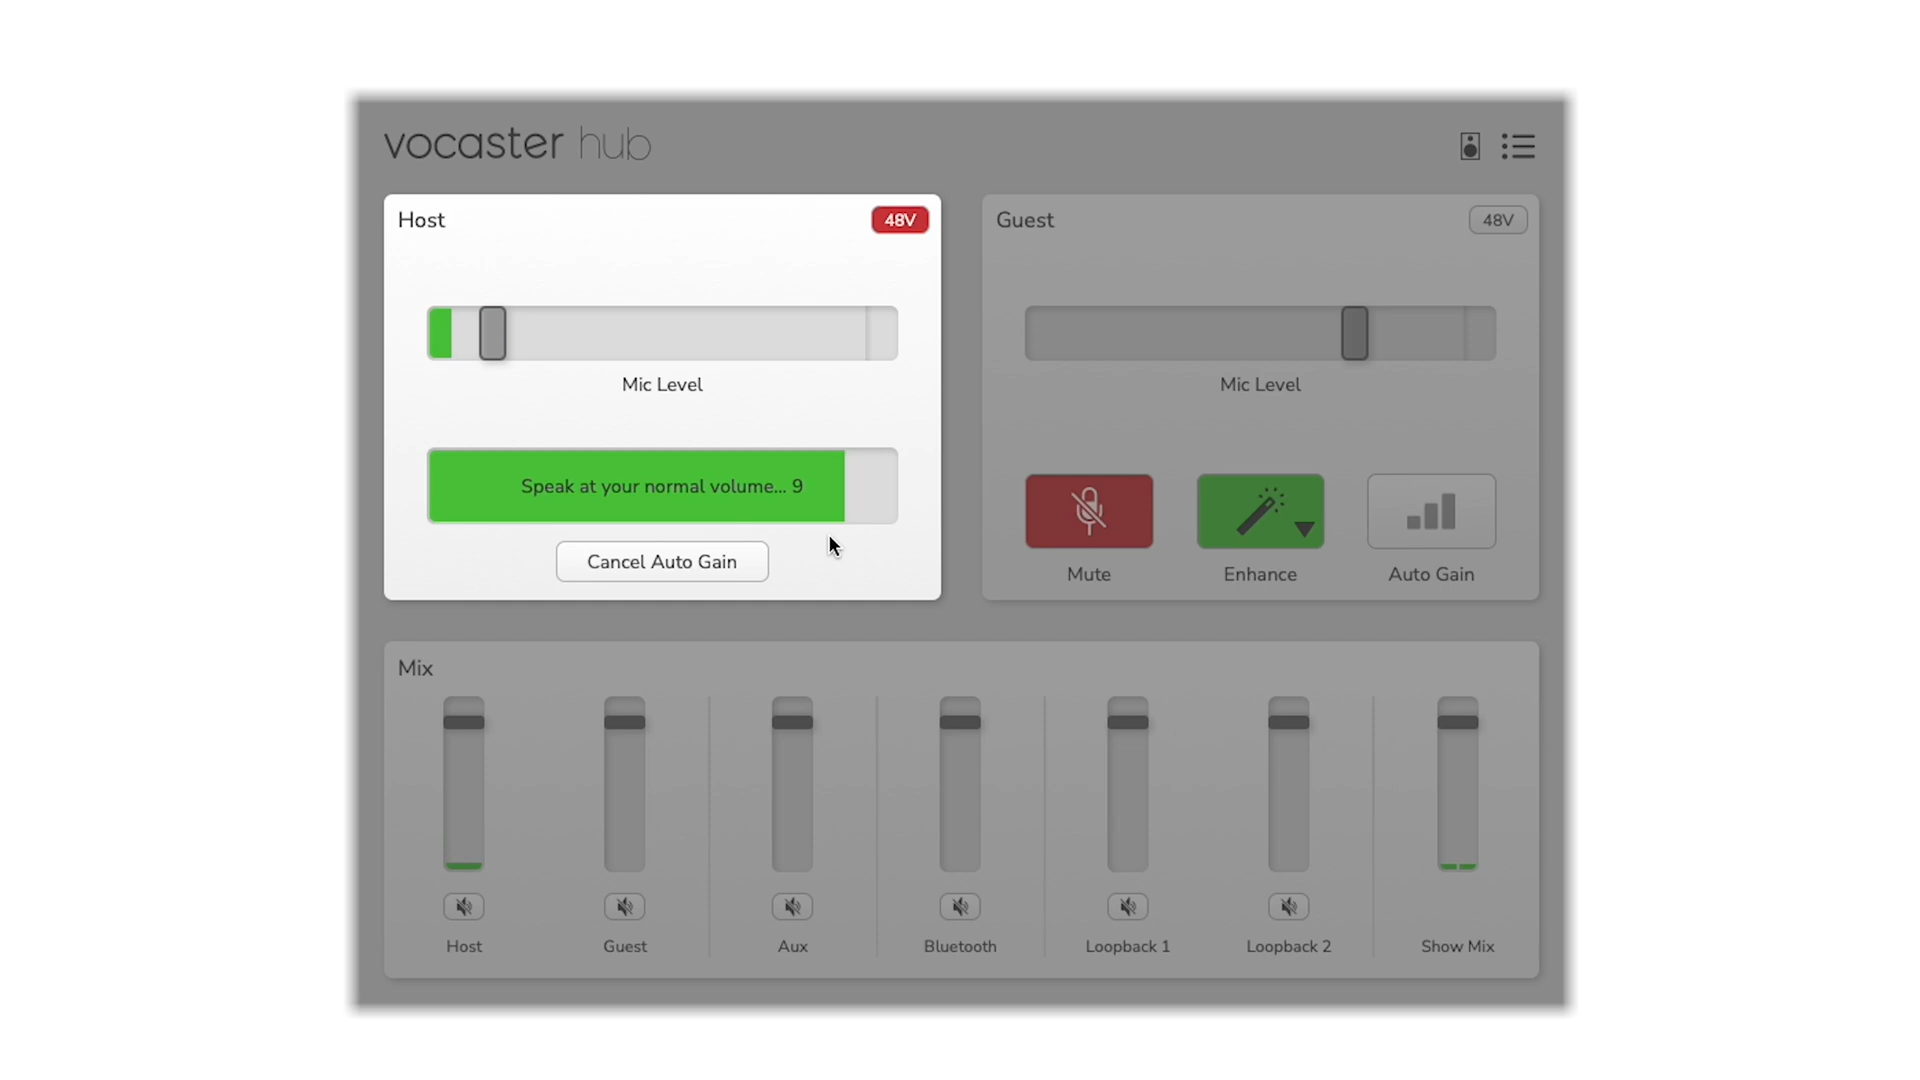 vocaster hub
Host 48V
Mic Level
Speak at your normal volume... 9
Cancel Auto Gain
Guest 48V
Mic Level
Mute Enhance Auto Gain
Mix
Host Guest Aux Bluetooth Loopback 1 Loopback 2 Show Mix